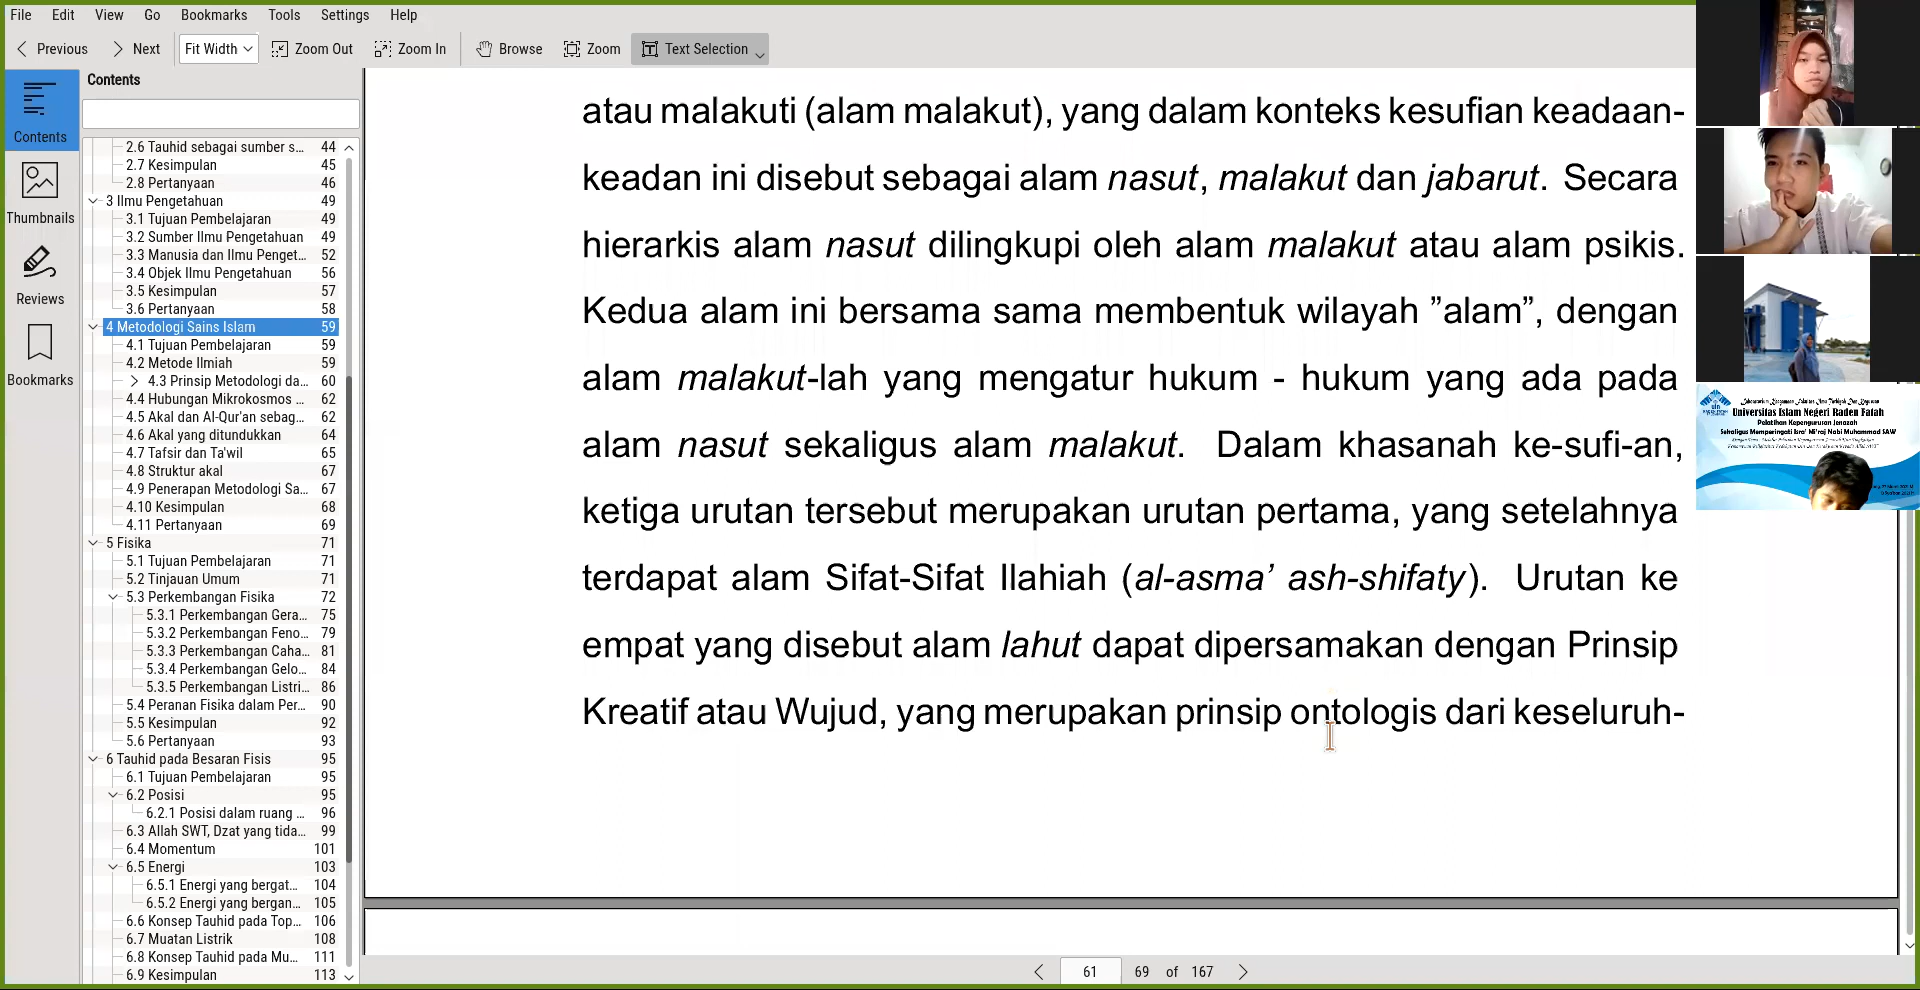 File Edit View Go Bookmarks Tools Settings Help
Previous Next Fit Width Zoom Out Zoom In Browse Zoom Text Selection
Contents
Contents
Thumbnails
Reviews
Bookmarks
2.6 Tauhid sebagai sumber s... 44
2.7 Kesimpulan 45
2.8 Pertanyaan 46
3 Ilmu Pengetahuan 49
3.1 Tujuan Pembelajaran 49
3.2 Sumber Ilmu Pengetahuan 49
3.3 Manusia dan Ilmu Penget... 52
3.4 Objek Ilmu Pengetahuan 56
3.5 Kesimpulan 57
3.6 Pertanyaan 58
4 Metodologi Sains Islam 59
4.1 Tujuan Pembelajaran 59
4.2 Metode Ilmiah 59
4.3 Prinsip Metodologi da... 60
4.4 Hubungan Mikrokosmos ... 62
4.5 Akal dan Al-Qur'an sebag... 62
4.6 Akal yang ditundukkan 64
4.7 Tafsir dan Ta'wil 65
4.8 Struktur akal 67
4.9 Penerapan Metodologi Sa... 67
4.10 Kesimpulan 68
4.11 Pertanyaan 69
5 Fisika 71
5.1 Tujuan Pembelajaran 71
5.2 Tinjauan Umum 71
5.3 Perkembangan Fisika 72
5.3.1 Perkembangan Gera... 75
5.3.2 Perkembangan Feno... 79
5.3.3 Perkembangan Caha... 81
5.3.4 Perkembangan Gelo... 84
5.3.5 Perkembangan Listri... 86
5.4 Peranan Fisika dalam Per... 90
5.5 Kesimpulan 92
5.6 Pertanyaan 93
6 Tauhid pada Besaran Fisis 95
6.1 Tujuan Pembelajaran 95
6.2 Posisi 95
6.2.1 Posisi dalam ruang ... 96
6.3 Allah SWT, Dzat yang tida... 99
6.4 Momentum 101
6.5 Energi 103
6.5.1 Energi yang bergat... 104
6.5.2 Energi yang bergan... 105
6.6 Konsep Tauhid pada Top... 106
6.7 Muatan Listrik 108
6.8 Konsep Tauhid pada Mu... 111
6.9 Kesimpulan 113
atau malakuti (alam malakut), yang dalam konteks kesufian keadaan-
keadan ini disebut sebagai alam nasut, malakut dan jabarut. Secara
hierarkis alam nasut dilingkupi oleh alam malakut atau alam psikis.
Kedua alam ini bersama sama membentuk wilayah ”alam”, dengan
alam malakut-lah yang mengatur hukum - hukum yang ada pada
alam nasut sekaligus alam malakut. Dalam khasanah ke-sufi-an,
ketiga urutan tersebut merupakan urutan pertama, yang setelahnya
terdapat alam Sifat-Sifat Ilahiah (al-asma’ ash-shifaty). Urutan ke
empat yang disebut alam lahut dapat dipersamakan dengan Prinsip
Kreatif atau Wujud, yang merupakan prinsip ontologis dari keseluruh-
61 69 of 167
Universitas Islam Negeri Raden Fatah
Pelatihan Kepengurusan Jenazah
Sekaligus Memperingati Isra' Mi'raj Nabi Muhammad SAW